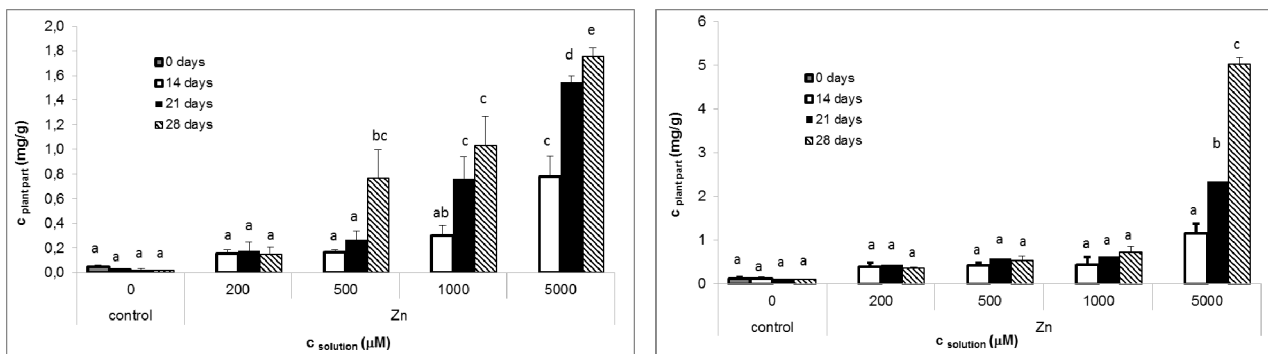 2,0
1,8
1,6
1,4
1,2
1,0
0,8
0,6
0,4
0,2
0,0
c plant part (mg/g)
0 days
14 days
21 days
28 days
a a a a
a a a
a a bc
ab c c
c d e
0 200 500 1000 5000
control Zn
c solution (μM)
6
5
4
3
2
1
0
c plant part (mg/g)
0 days
14 days
21 days
28 days
a a a a
a a a
a a a
a a a
a b c
0 200 500 1000 5000
control Zn
c solution (μM)